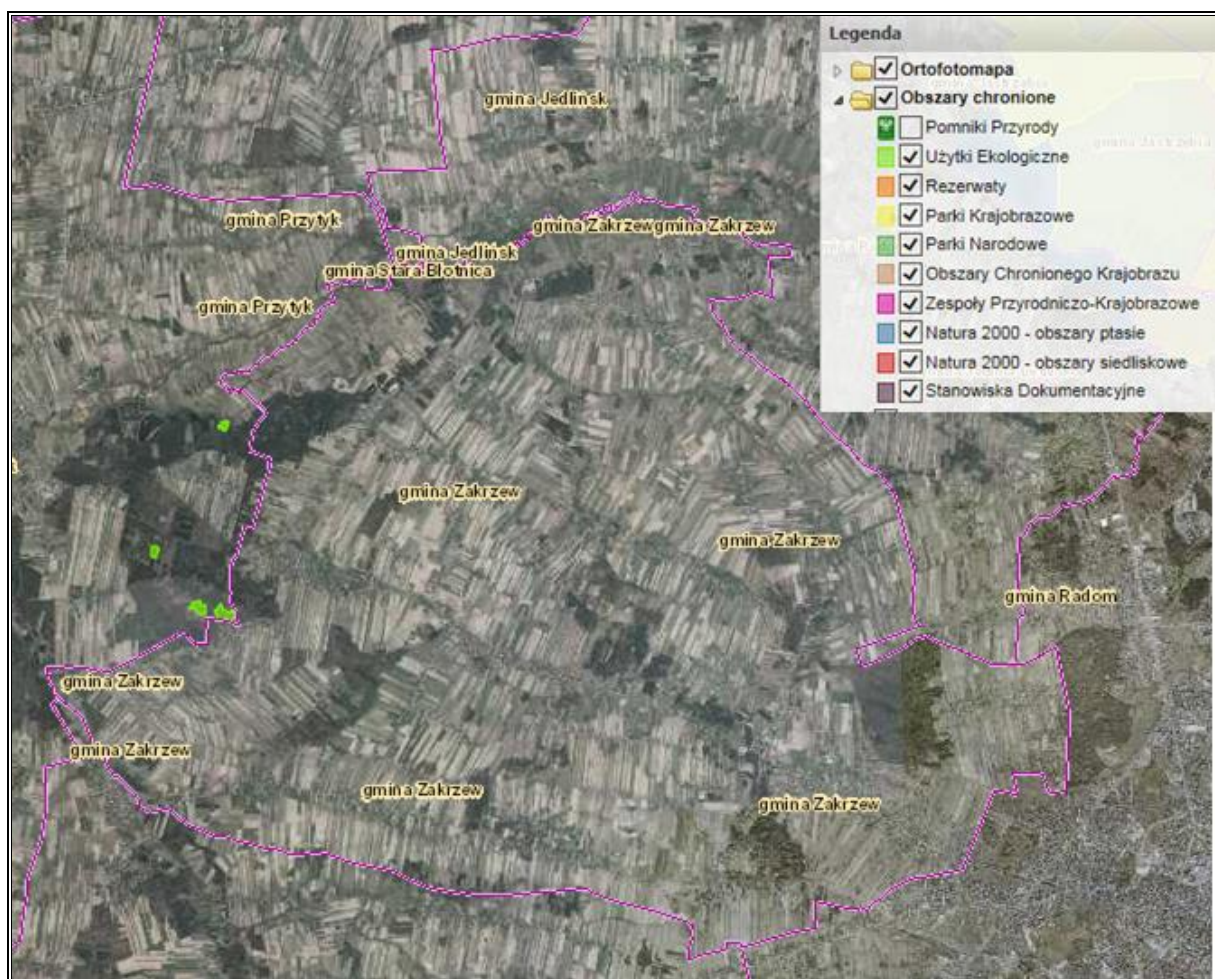 Legenda
Ortofotomapa
Obszary chronione
Pomniki Przyrody
Użytki Ekologiczne
Rezerwaty
Parki Krajobrazowe
Parki Narodowe
Obszary Chronionego Krajobrazu
Zespoły Przyrodniczo-Krajobrazowe
Natura 2000 - obszary ptasie
Natura 2000 - obszary siedliskowe
Stanowiska Dokumentacyjne
gmina Jedlińsk
gmina Jastrzębia
gmina Przytyk
gmina Zakrzew gmina Zakrzew
gmina Jedlińsk
gmina Stara Błotnica
gmina Przytyk
gmina Zakrzew
gmina Zakrzew
gmina Radom
gmina Zakrzew
gmina Zakrzew
gmina Zakrzew
gmina Zakrzew